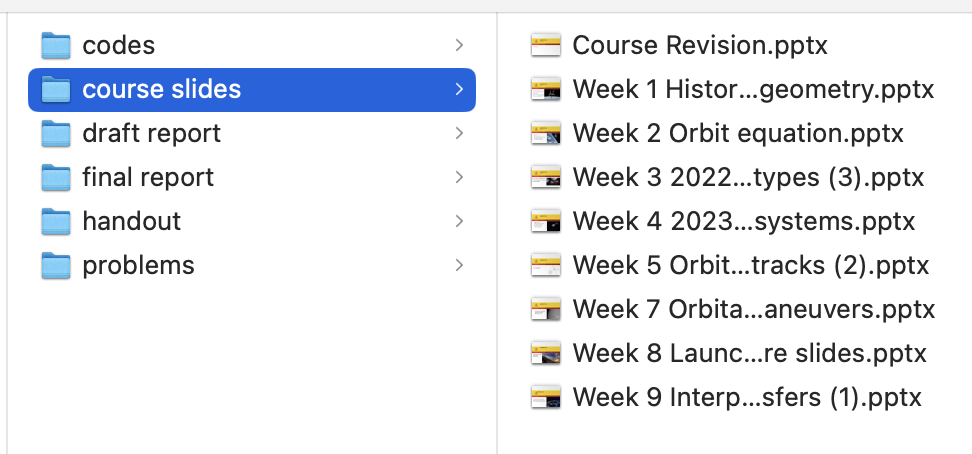 codes
course slides
draft report
final report
handout
problems
Course Revision.pptx
Week 1 Histor...geometry.pptx
Week 2 Orbit equation.pptx
Week 3 2022...types (3).pptx
Week 4 2023...systems.pptx
Week 5 Orbit...tracks (2).pptx
Week 7 Orbita...aneuvers.pptx
Week 8 Launc...re slides.pptx
Week 9 Interp...sfers (1).pptx